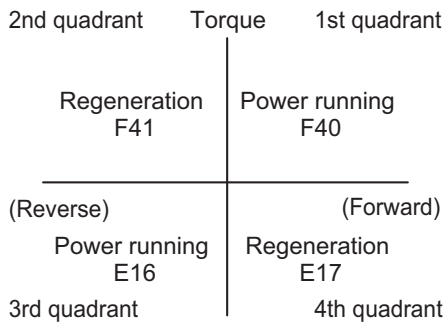 2nd quadrant Torque 1st quadrant
Regeneration Power running
F41 F40
(Reverse) (Forward)
Power running Regeneration
E16 E17
3rd quadrant 4th quadrant